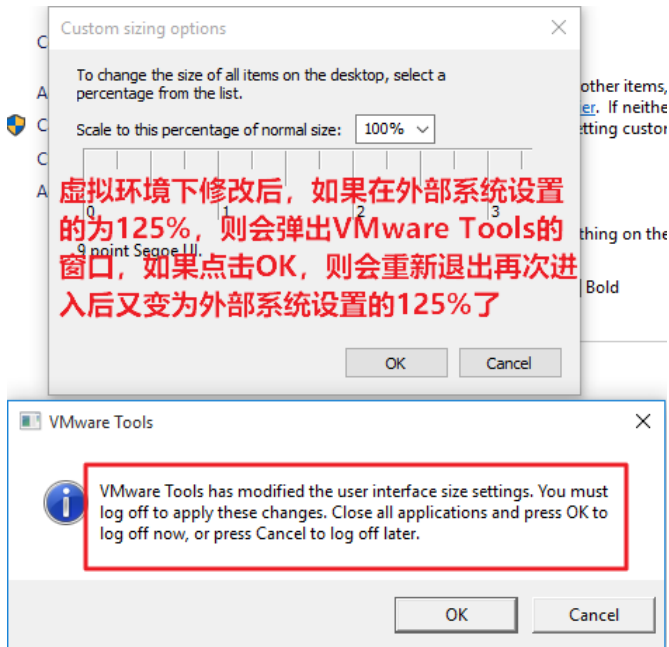 Custom sizing options
C
To change the size of all items on the desktop, select a
percentage from the list.
A
other items,
er. If neithe
C
Scale to this percentage of normal size: 100%
etting custor
C
A
虚拟环境下修改后，如果在外部系统设置
0 1 2 3
的为125%，则会弹出VMware Tools的
thing on the
9 point Segoe UI.
窗口，如果点击OK，则会重新退出再次进
Bold
入后又变为外部系统设置的125%了
OK Cancel
VMware Tools
VMware Tools has modified the user interface size settings. You must
log off to apply these changes. Close all applications and press OK to
log off now, or press Cancel to log off later.
OK Cancel